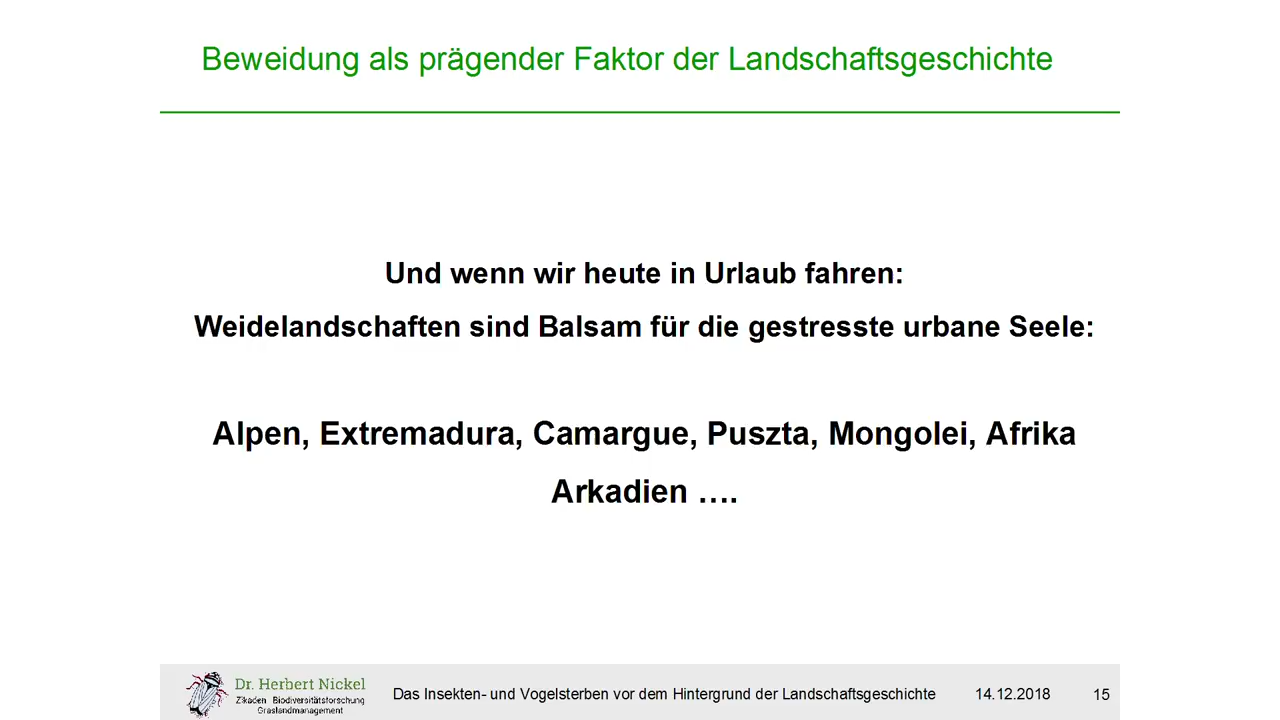 Beweidung als prägender Faktor der Landschaftsgeschichte
Und wenn wir heute in Urlaub fahren:
Weidelandschaften sind Balsam für die gestresste urbane Seele:
Alpen, Extremadura, Camargue, Puszta, Mongolei, Afrika
Arkadien ….
Dr. Herbert Nickel
Zikaden Biodiversitätsforschung
Graslandmanagement
Das Insekten- und Vogelsterben vor dem Hintergrund der Landschaftsgeschichte
14.12.2018
15